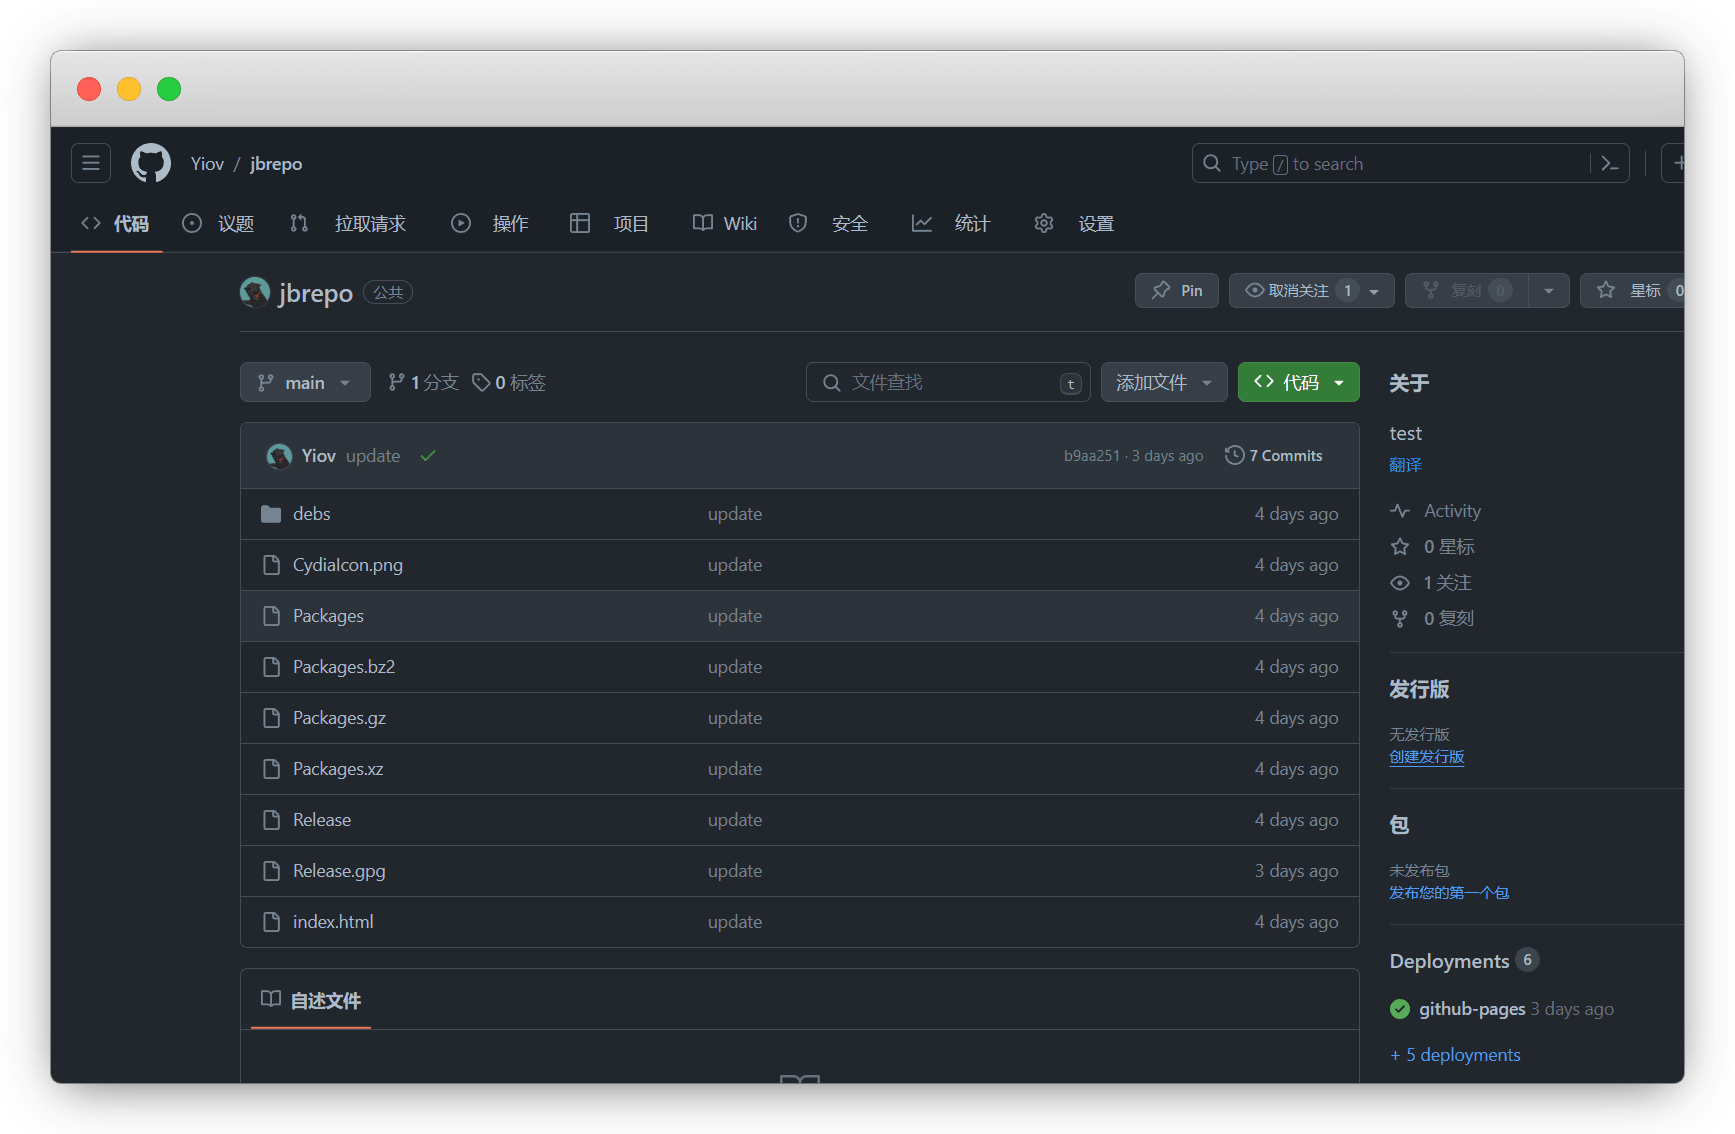 Yiov / jbrepo
Type / to search
代码 议题 拉取请求 操作 项目 Wiki 安全 统计 设置
jbrepo 公共
Pin 取消关注 1 复刻 0 星标 0
main 1 分支 0 标签
文件查找 t 添加文件 代码
Yiov update b9aa251 · 3 days ago 7 Commits
debs update 4 days ago
CydiaIcon.png update 4 days ago
Packages update 4 days ago
Packages.bz2 update 4 days ago
Packages.gz update 4 days ago
Packages.xz update 4 days ago
Release update 4 days ago
Release.gpg update 3 days ago
index.html update 4 days ago
自述文件
关于
test
翻译
Activity
0 星标
1 关注
0 复刻
发行版
无发行版
创建发行版
包
未发布包
发布您的第一个包
Deployments 6
github-pages 3 days ago
+ 5 deployments